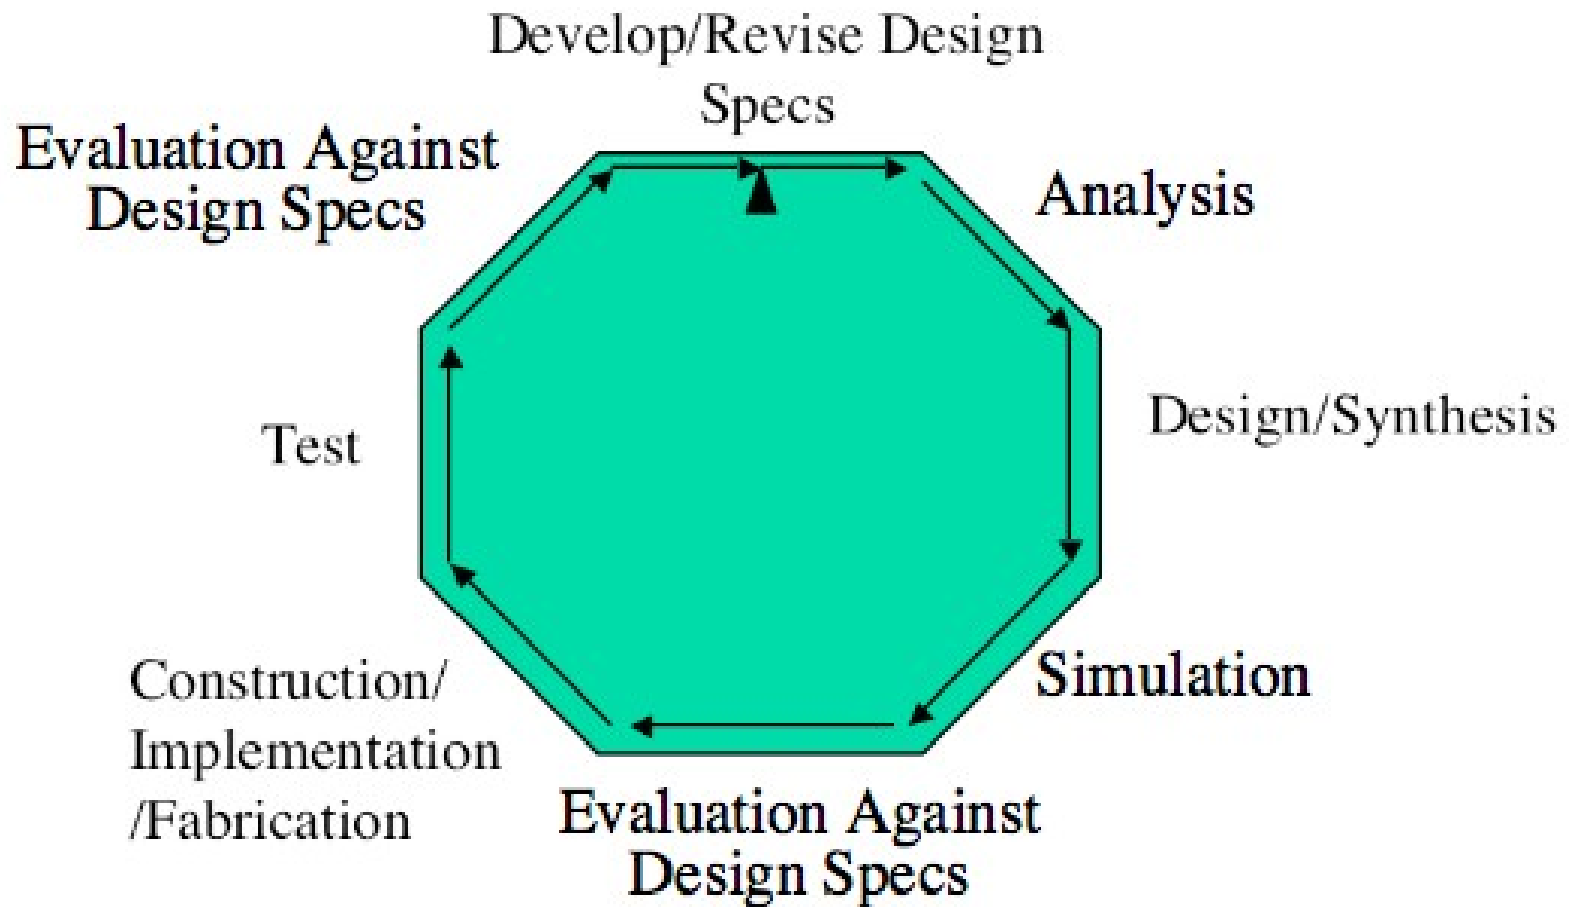 Develop/Revise Design
Specs
Evaluation Against
Design Specs
Analysis
Test
Design/Synthesis
Construction/
Implementation
/Fabrication
Simulation
Evaluation Against
Design Specs